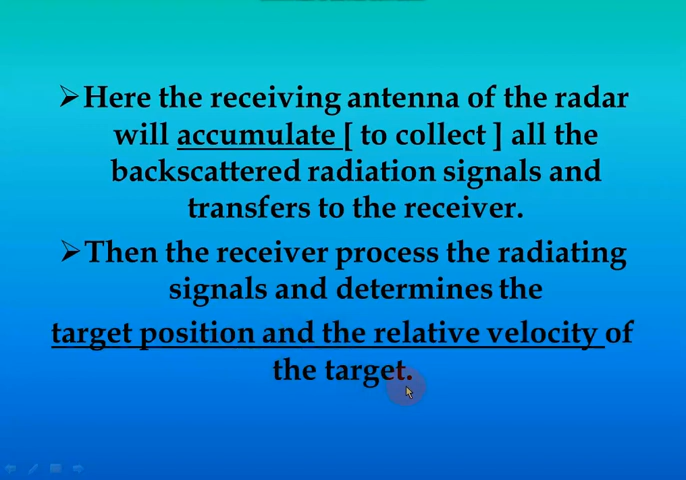 ➢Here the receiving antenna of the radar
will accumulate [ to collect ] all the
backscattered radiation signals and
transfers to the receiver.
➢Then the receiver process the radiating
signals and determines the
target position and the relative velocity of
the target.